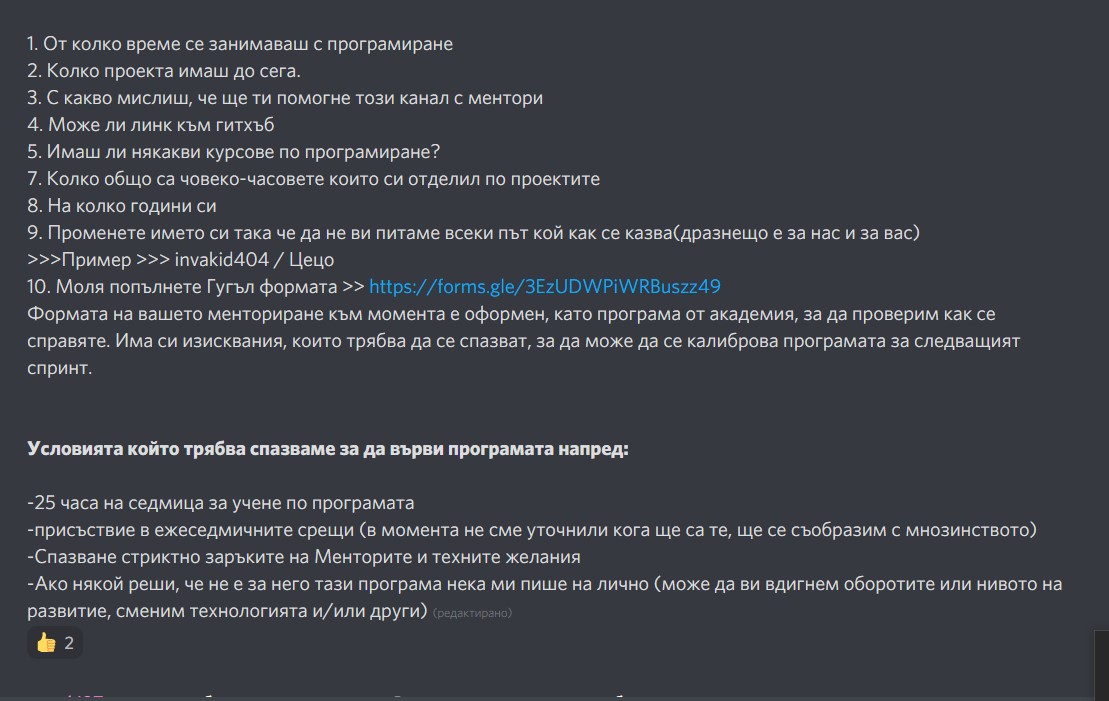 1. От колко време се занимаваш с програмиране
2. Колко проекта имаш до сега.
3. С какво мислиш, че ще ти помогне този канал с ментори
4. Може ли линк към гитхъб
5. Имаш ли някакви курсове по програмиране?
7. Колко общо са човеко-часовете които си отделил по проектите
8. На колко години си
9. Променете името си така че да не ви питаме всеки път кой как се казва(дразнещо е за нас и за вас)
>>>Пример >>> invakid404 / Цецо
10. Моля попълнете Гугъл формата >> https://forms.gle/3EzUDWPiWRBuszz49
Формата на вашето менториране към момента е оформен, като програма от академия, за да проверим как се
справяте. Има си изисквания, които трябва да се спазват, за да може да се калиброва програмата за следващият
спринт.
Условията който трябва спазваме за да върви програмата напред:
-25 часа на седмица за учене по програмата
-присъствие в ежеседмичните срещи (в момента не сме уточнили кога ще са те, ще се съобразим с мнозинството)
-Спазване стриктно заръките на Менторите и техните желания
-Ако някой реши, че не е за него тази програма нека ми пише на лично (може да ви вдигнем оборотите или нивото на
развитие, сменим технологията и/или други) (редактирано)
👍 2